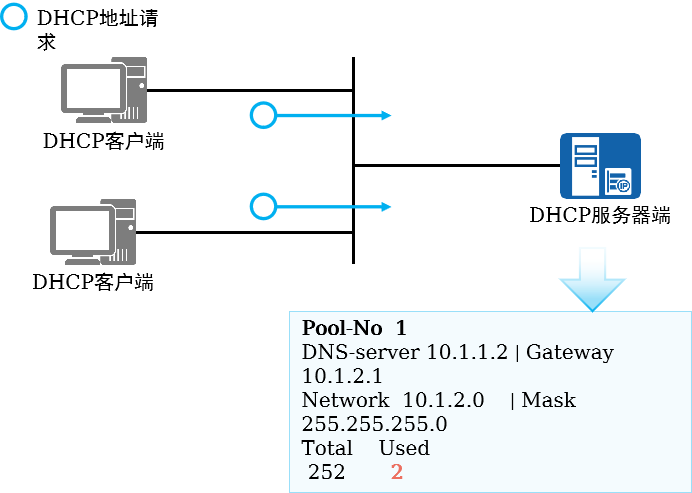 DHCP地址请
求
DHCP客户端
DHCP服务器端
IP
DHCP客户端
Pool-No 1
DNS-server 10.1.1.2 | Gateway
10.1.2.1
Network 10.1.2.0 | Mask
255.255.255.0
Total Used
252 2